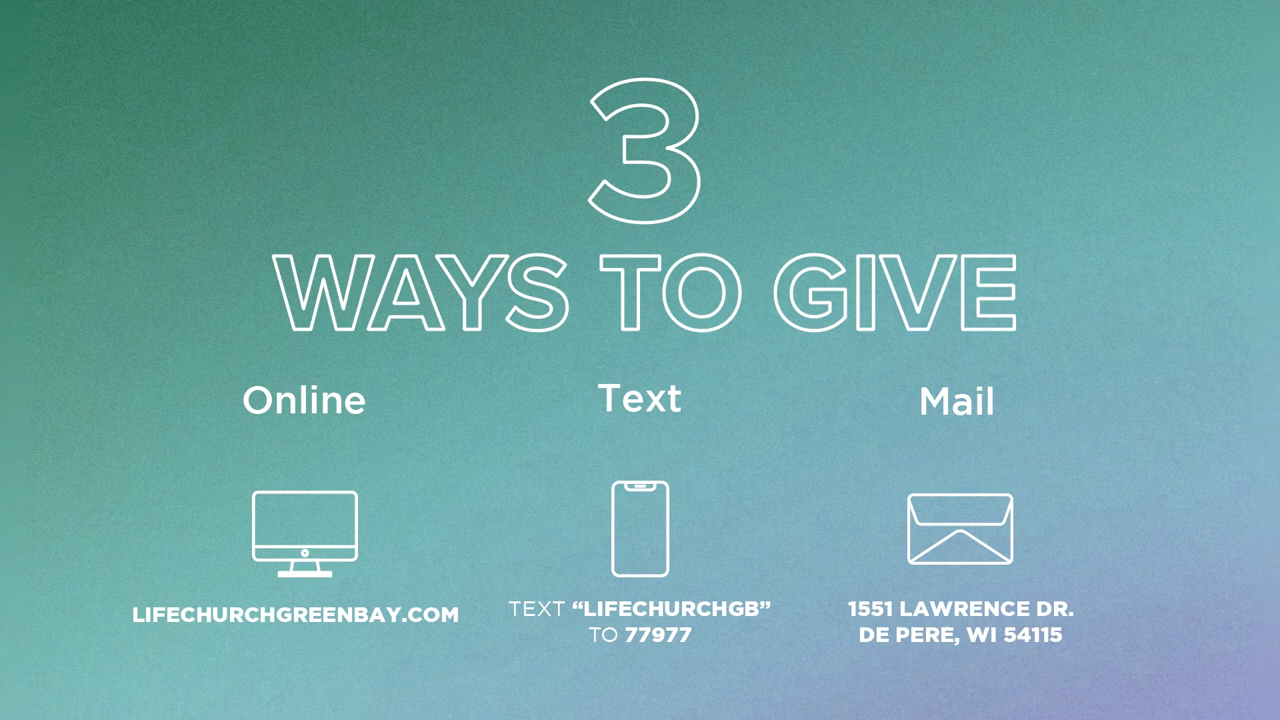 3
WAYS TO GIVE
Online
LIFECHURCHGREENBAY.COM
Text
TEXT “LIFECHURCHGB”
TO 77977
Mail
1551 LAWRENCE DR.
DE PERE, WI 54115